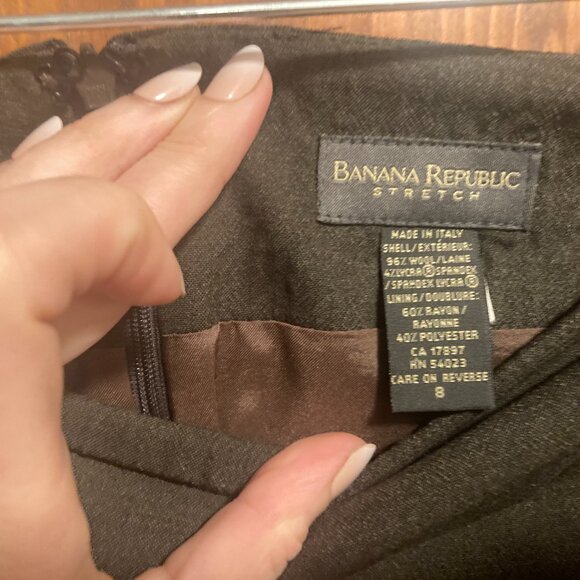 BANANA REPUBLIC
STRETCH
MADE IN ITALY
SHELL/EXTÉRIEUR:
96% WOOL/LAINE
4%LYCRA®SPANDEX
/SPANDEX LYCRA®
LINING/DOUBLURE:
60% RAYON/
RAYONNE
40% POLYESTER
CA 17897
RN 54023
CARE ON REVERSE
8